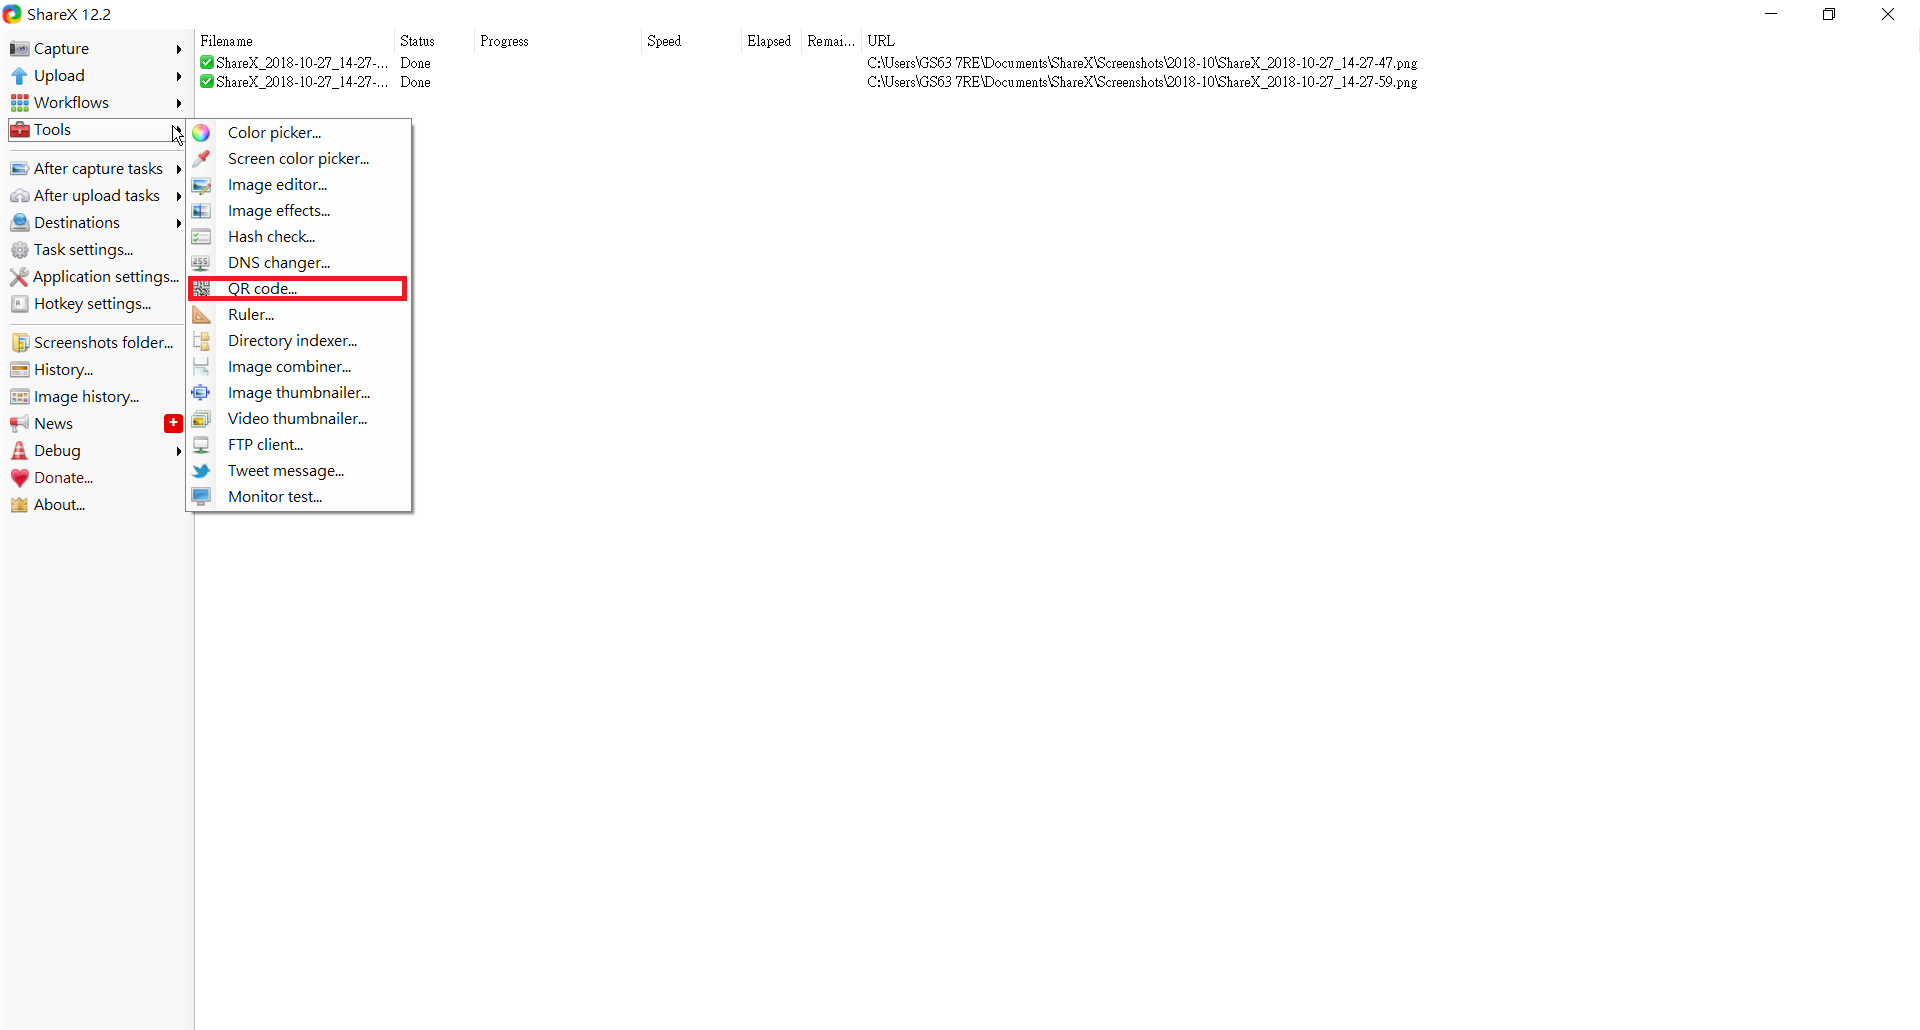 ShareX 12.2
Capture
Upload
Workflows
Tools
After capture tasks
After upload tasks
Destinations
Task settings...
Application settings...
Hotkey settings...
Screenshots folder...
History...
Image history...
News
+
Debug
Donate...
About...
Color picker...
Screen color picker...
Image editor...
Image effects...
Hash check...
255
DNS changer...
QR code...
Ruler...
Directory indexer...
Image combiner...
Image thumbnailer...
Video thumbnailer...
FTP client...
Tweet message...
Monitor test...
Filename Status Progress Speed Elapsed Remai... URL
ShareX_2018-10-27_14-27-... Done C:\Users\GS63 7RE\Documents\ShareX\Screenshots\2018-10\ShareX_2018-10-27_14-27-47.png
ShareX_2018-10-27_14-27-... Done C:\Users\GS63 7RE\Documents\ShareX\Screenshots\2018-10\ShareX_2018-10-27_14-27-59.png